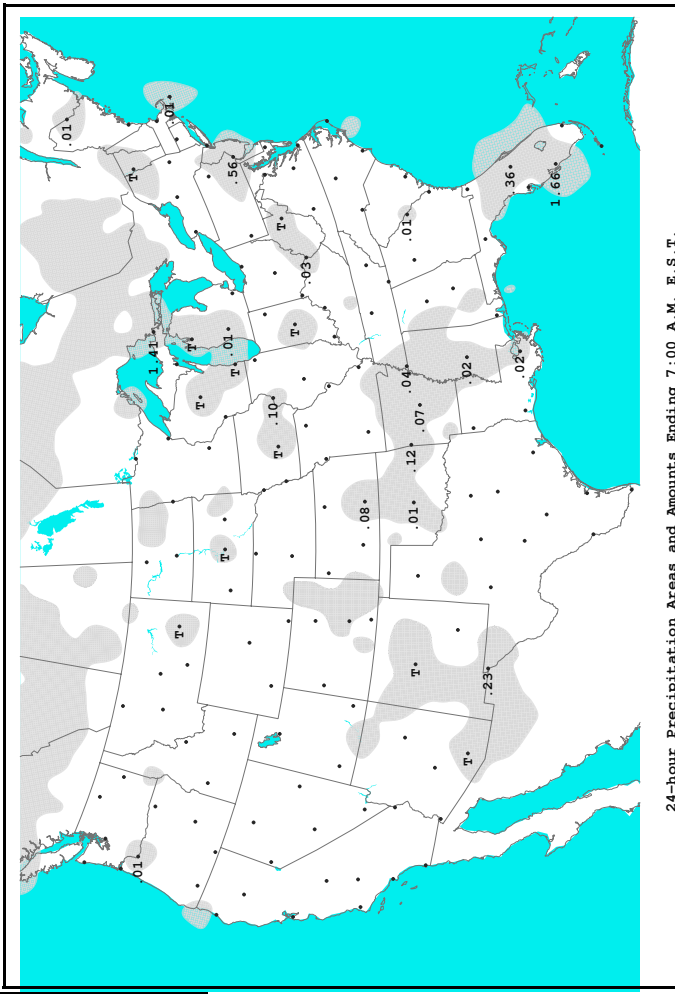 .01
T
.01
1.41
.01
T
T
T
T
.01
.56
T
.10
T
T
T
.03
.08
.04
.01
.12
.01
T
.07
.02
T
.23
.36
.02
1.66
24-hour Precipitation Areas and Amounts Ending 7:00 A.M. E.S.T.